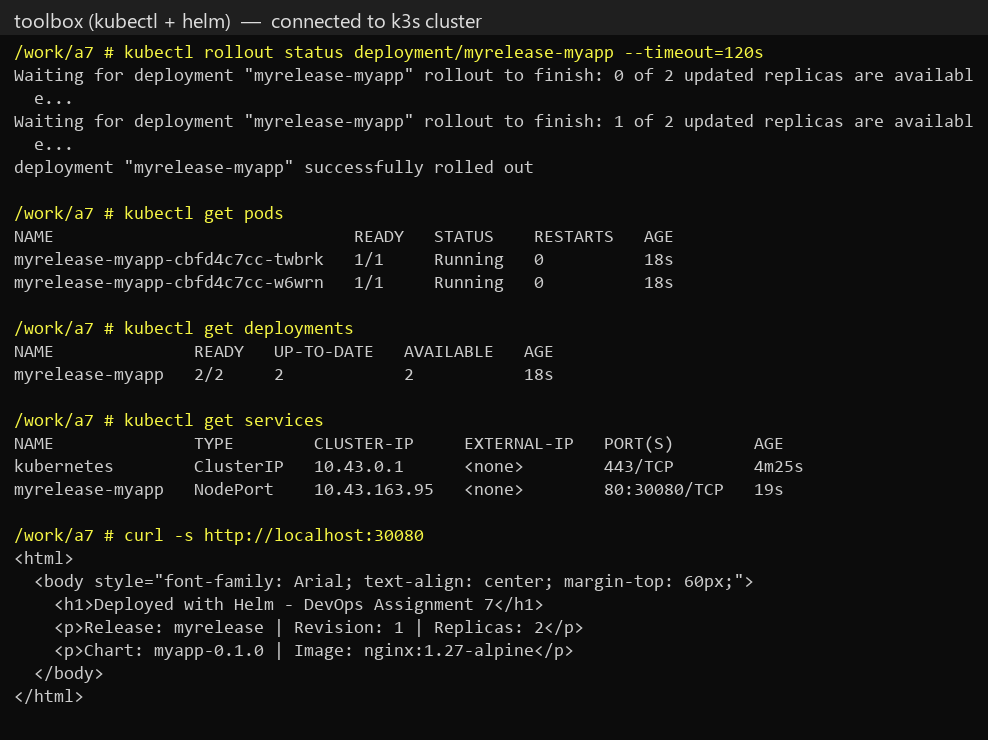 toolbox (kubectl + helm)  —  connected to k3s cluster
/work/a7 # kubectl rollout status deployment/myrelease-myapp --timeout=120s
Waiting for deployment "myrelease-myapp" rollout to finish: 0 of 2 updated replicas are availabl
  e...
Waiting for deployment "myrelease-myapp" rollout to finish: 1 of 2 updated replicas are availabl
  e...
deployment "myrelease-myapp" successfully rolled out

/work/a7 # kubectl get pods
NAME                              READY   STATUS    RESTARTS   AGE
myrelease-myapp-cbfd4c7cc-twbrk   1/1     Running   0          18s
myrelease-myapp-cbfd4c7cc-w6wrn   1/1     Running   0          18s

/work/a7 # kubectl get deployments
NAME              READY   UP-TO-DATE   AVAILABLE   AGE
myrelease-myapp   2/2     2            2           18s

/work/a7 # kubectl get services
NAME              TYPE        CLUSTER-IP     EXTERNAL-IP   PORT(S)        AGE
kubernetes        ClusterIP   10.43.0.1      <none>        443/TCP        4m25s
myrelease-myapp   NodePort    10.43.163.95   <none>        80:30080/TCP   19s

/work/a7 # curl -s http://localhost:30080
<html>
  <body style="font-family: Arial; text-align: center; margin-top: 60px;">
    <h1>Deployed with Helm - DevOps Assignment 7</h1>
    <p>Release: myrelease | Revision: 1 | Replicas: 2</p>
    <p>Chart: myapp-0.1.0 | Image: nginx:1.27-alpine</p>
  </body>
</html>